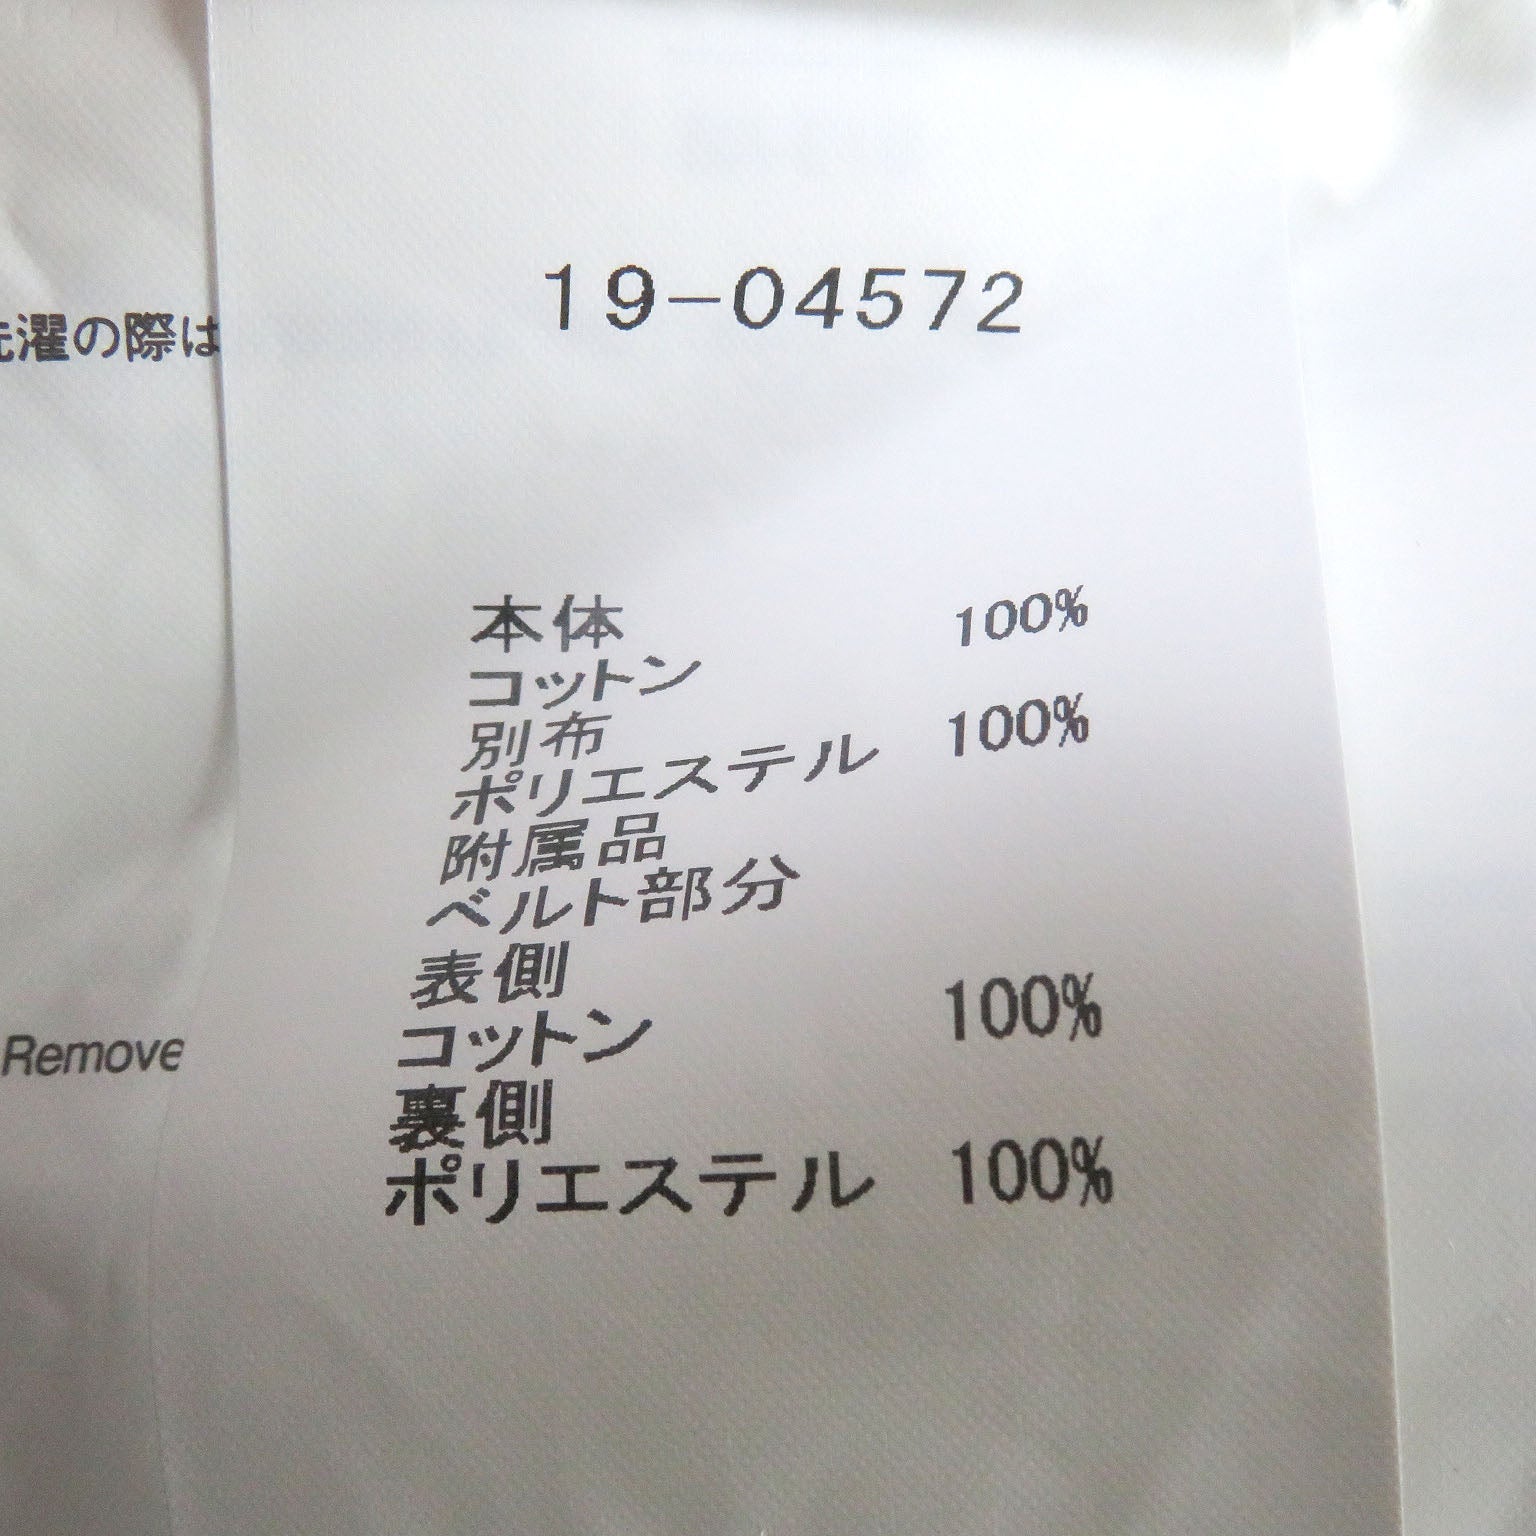 19-04572
洗濯の際は
本体
コットン 100%
別布
ポリエステル 100%
附属品
ベルト部分
表側
コットン 100%
裏側
ポリエステル 100%
Remove